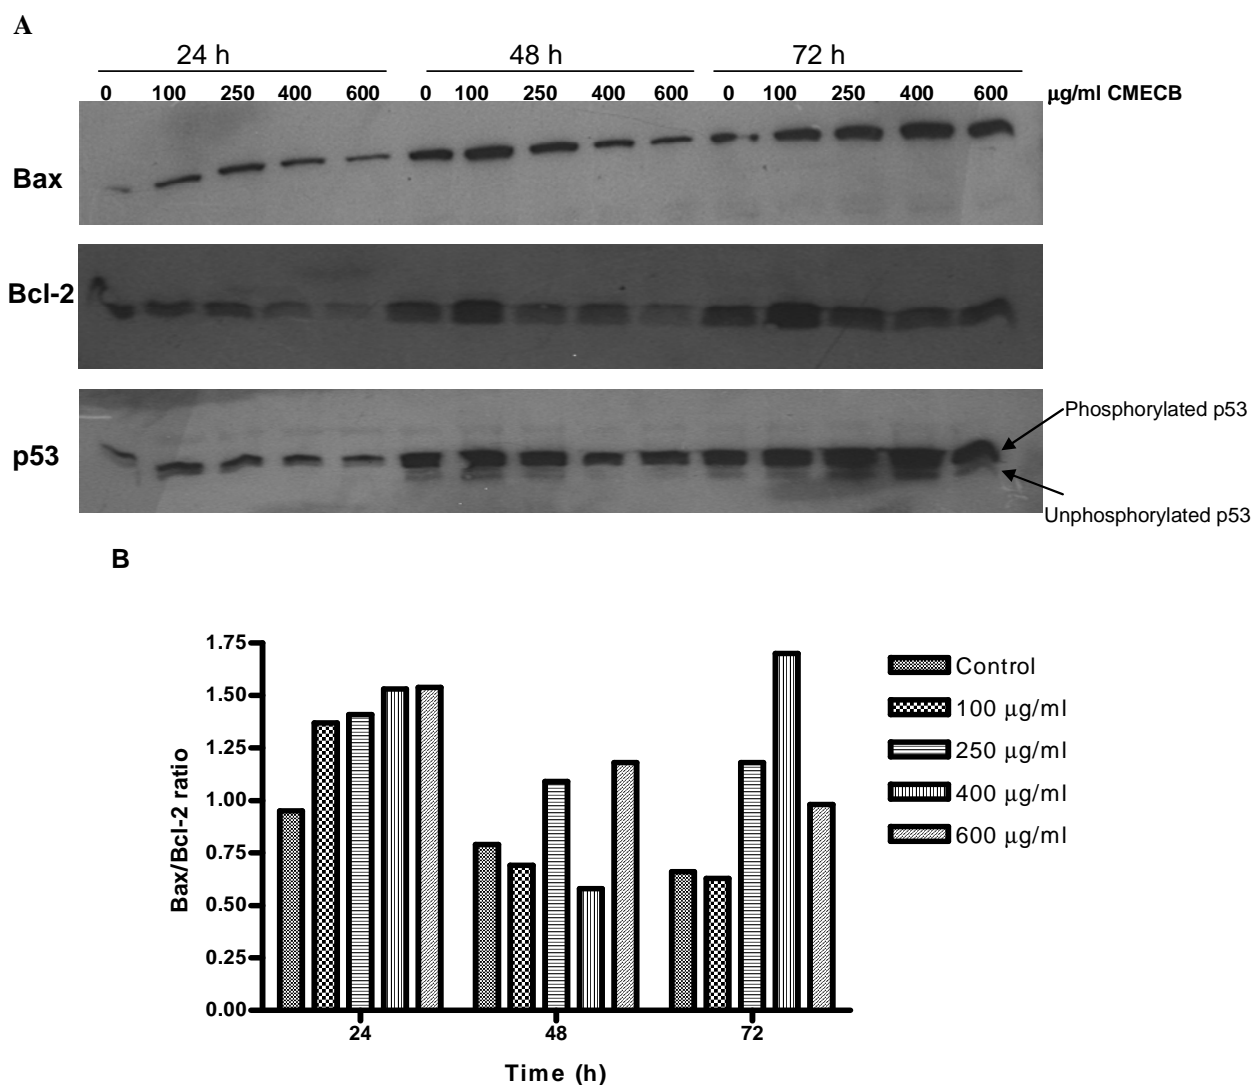 A
24 h 48 h 72 h
0 100 250 400 600 0 100 250 400 600 0 100 250 400 600 µg/ml CMECB
Bax
Bcl-2
p53
Phosphorylated p53
Unphosphorylated p53
B
Bax/Bcl-2 ratio
1.75
1.50
1.25
1.00
0.75
0.50
0.25
0.00
24 48 72
Time (h)
Control
100 µg/ml
250 µg/ml
400 µg/ml
600 µg/ml